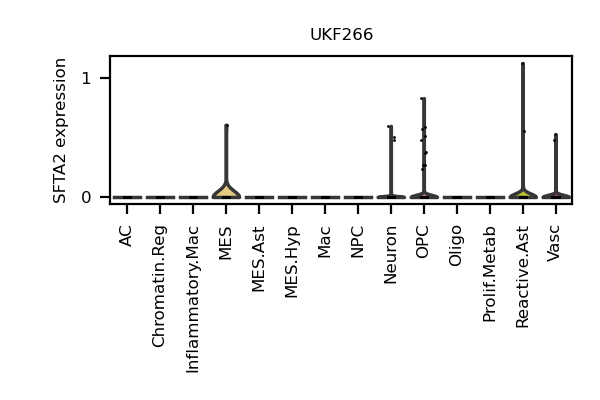 UKF266
SFTA2 expression
1
0
AC
Chromatin.Reg
Inflammatory.Mac
MES
MES.Ast
MES.Hyp
Mac
NPC
Neuron
OPC
Oligo
Prolif.Metab
Reactive.Ast
Vasc